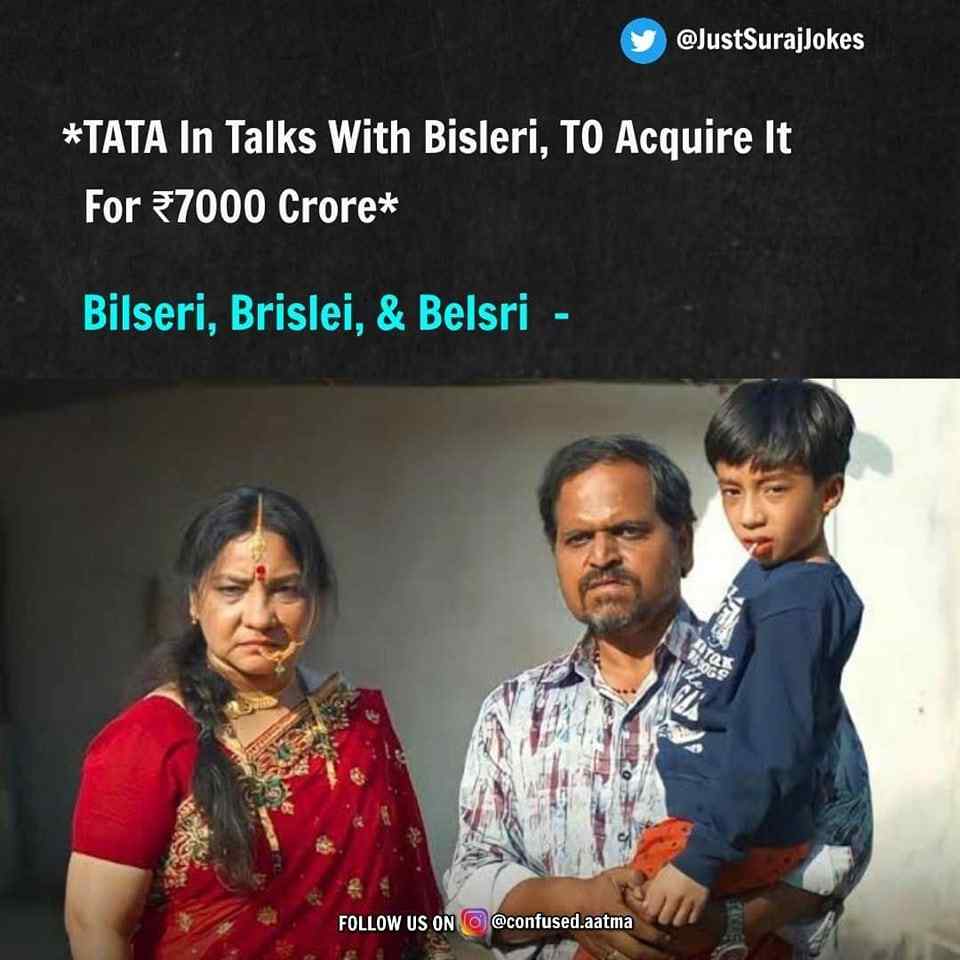 @JustSurajJokes
*TATA In Talks With Bisleri, TO Acquire It
For ₹7000 Crore*
Bilseri, Brislei, & Belsri -
FOLLOW US ON @confused.aatma